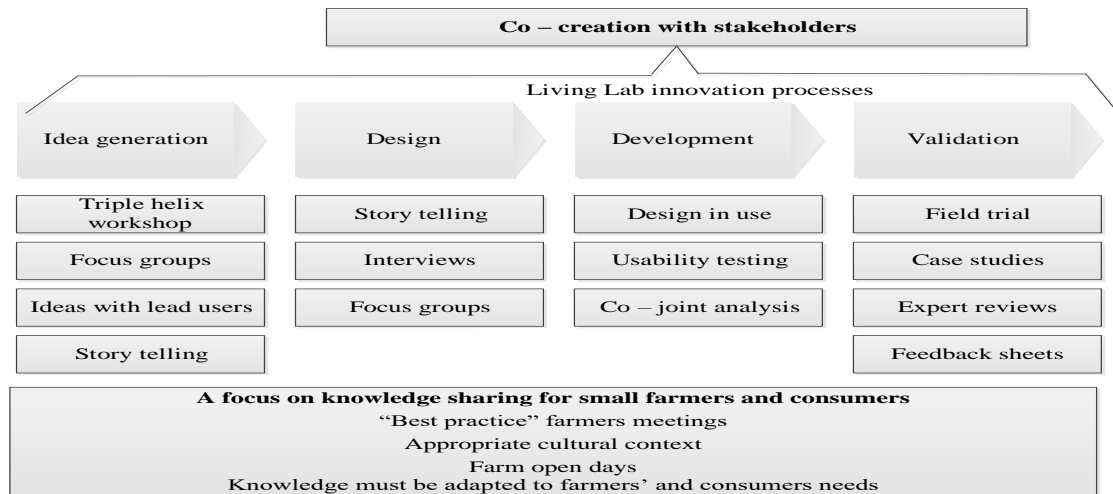 Co – creation with stakeholders
Living Lab innovation processes
Idea generation
Design
Development
Validation
Triple helix
workshop
Focus groups
Ideas with lead users
Story telling
Story telling
Interviews
Focus groups
Design in use
Usability testing
Co – joint analysis
Field trial
Case studies
Expert reviews
Feedback sheets
A focus on knowledge sharing for small farmers and consumers
“Best practice” farmers meetings
Appropriate cultural context
Farm open days
Knowledge must be adapted to farmers’ and consumers needs